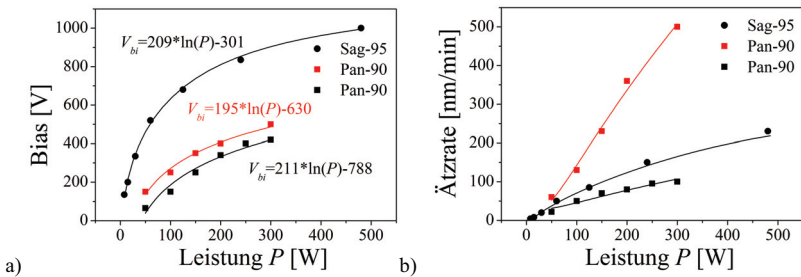 a)
Bias [V]
1000
800
600
400
200
0
V_bi=209*ln(P)-301
Sag-95
Pan-90
Pan-90
V_bi=195*ln(P)-630
V_bi=211*ln(P)-788
0 100 200 300 400 500
Leistung P [W]
b)
Ätzrate [nm/min]
500
400
300
200
100
0
Sag-95
Pan-90
Pan-90
0 100 200 300 400 500
Leistung P [W]